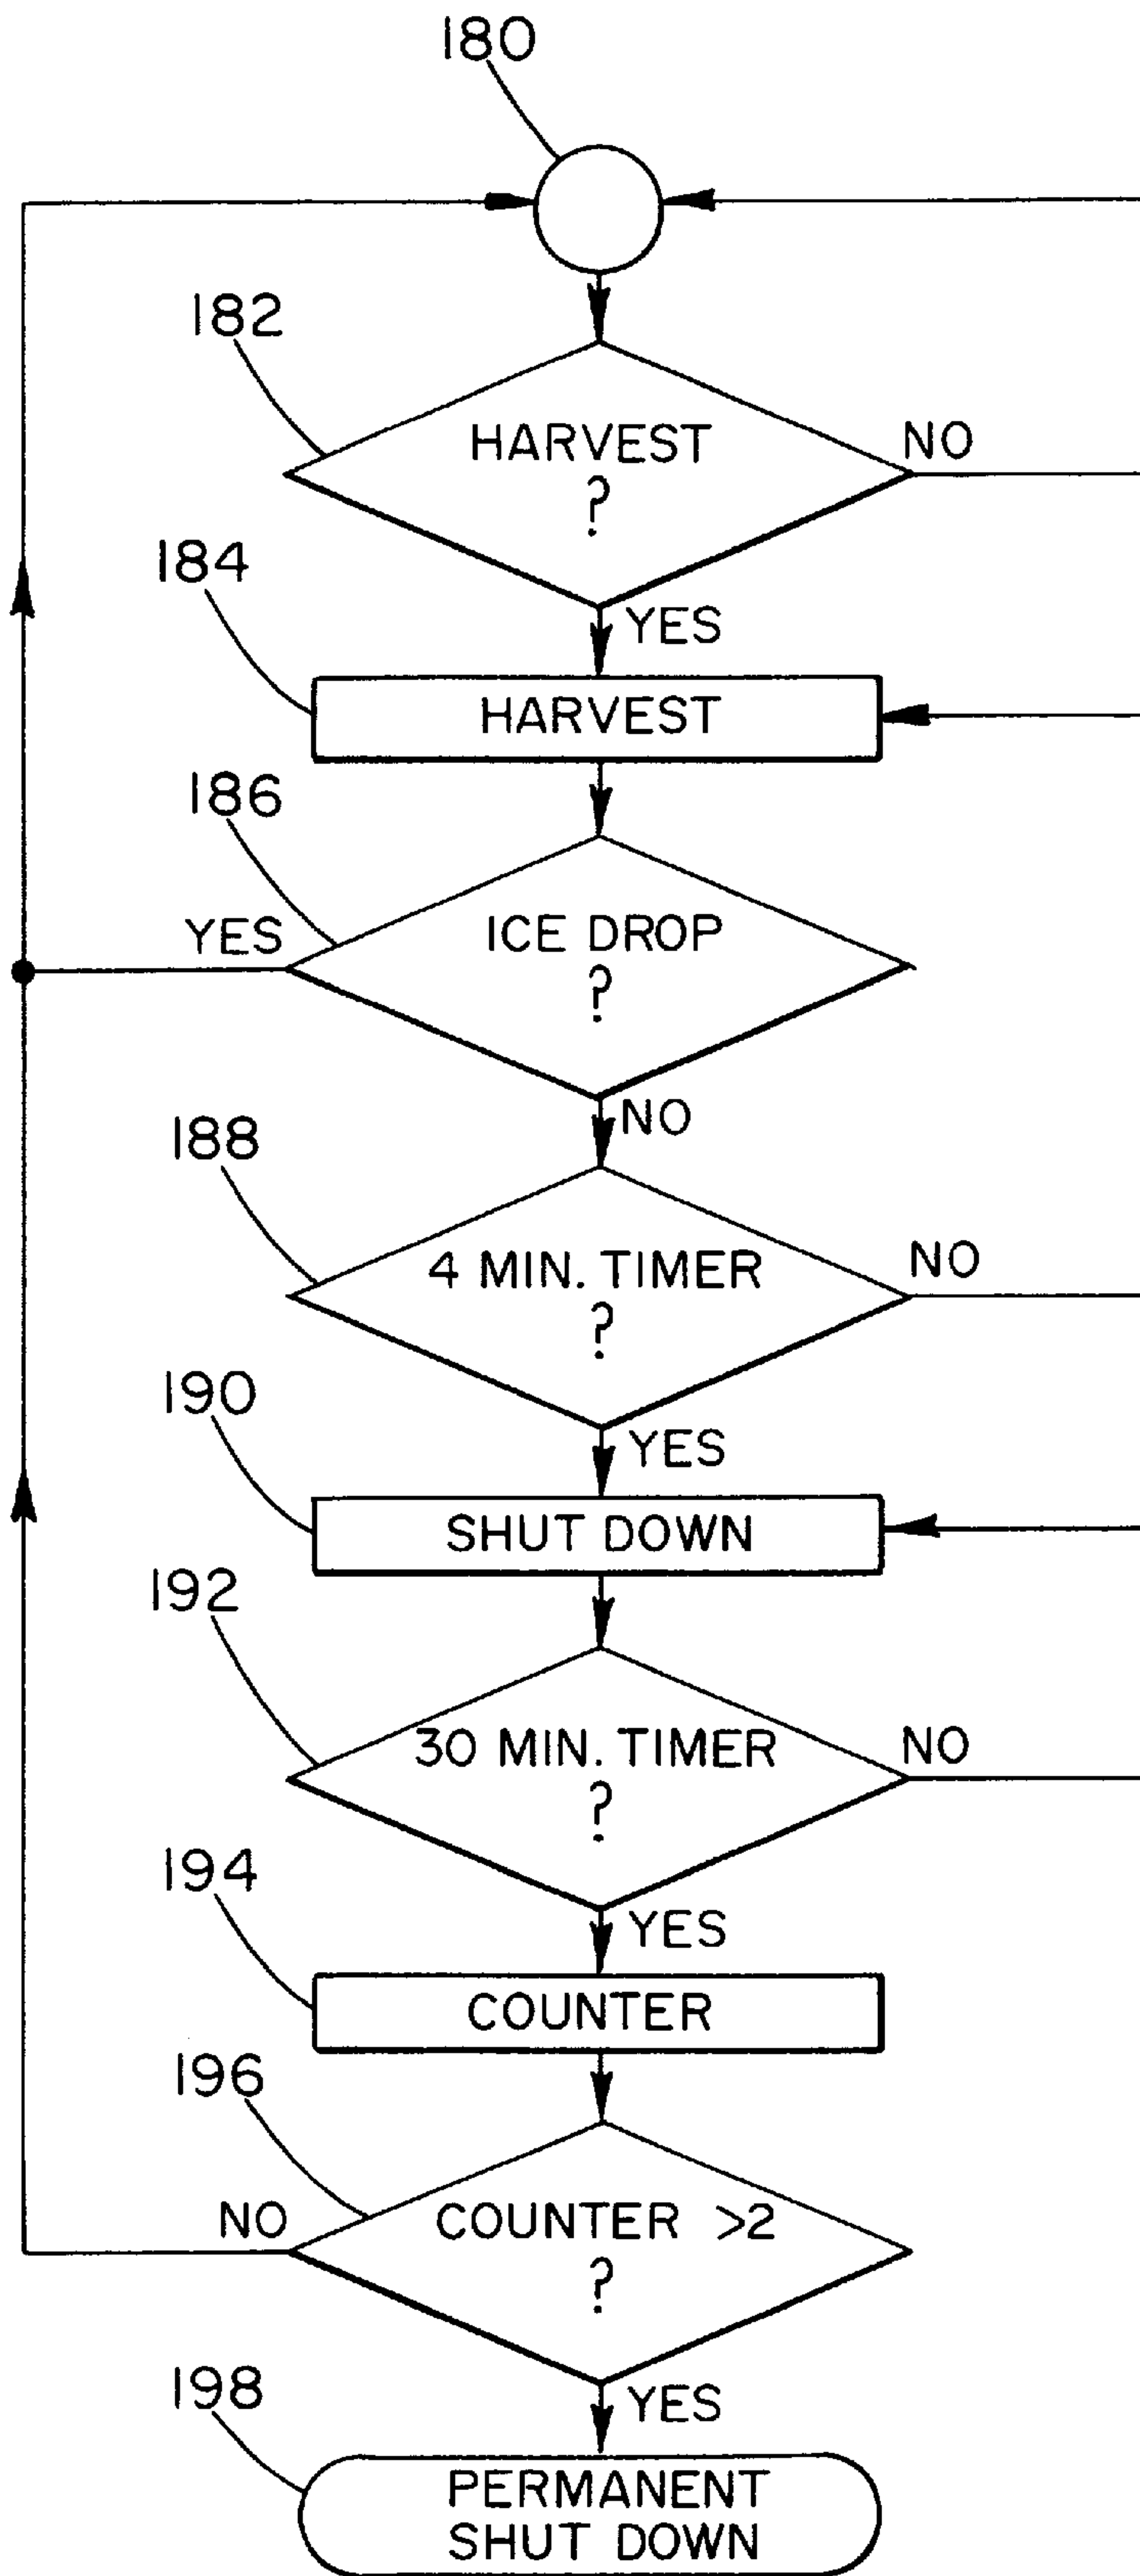 180
182
HARVEST
?
NO
184
YES
HARVEST
186
YES
ICE DROP
?
188
NO
4 MIN. TIMER
?
NO
190
YES
SHUT DOWN
192
30 MIN. TIMER
?
NO
194
YES
COUNTER
196
NO
COUNTER >2
?
198
YES
PERMANENT
SHUT DOWN